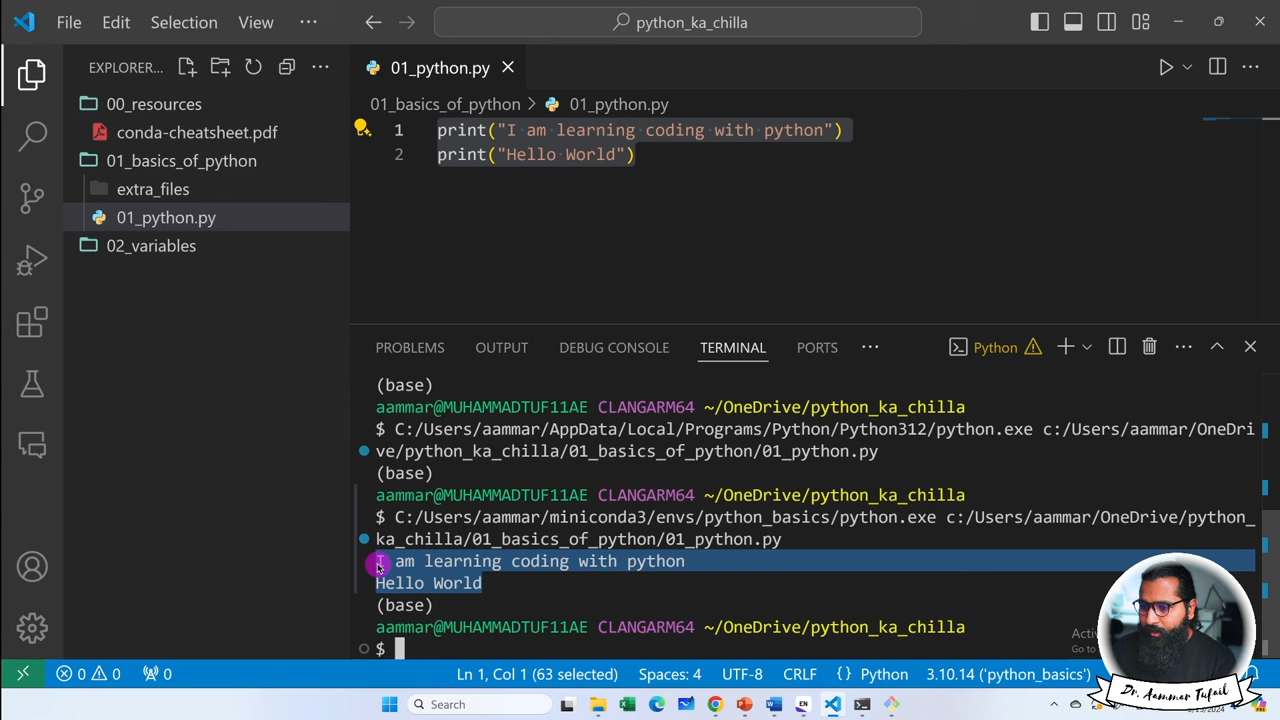 File Edit Selection View ··· python_ka_chilla
EXPLORER... ···
01_python.py
···
00_resources
conda-cheatsheet.pdf
01_basics_of_python
extra_files
01_python.py
02_variables
01_basics_of_python > 01_python.py
1 print("I am learning coding with python")
2 print("Hello World")
PROBLEMS OUTPUT DEBUG CONSOLE TERMINAL PORTS ··· Python ···
(base)
aammar@MUHAMMADTUF11AE CLANGARM64 ~/OneDrive/python_ka_chilla
$ C:/Users/aammar/AppData/Local/Programs/Python/Python312/python.exe c:/Users/aammar/OneDri
ve/python_ka_chilla/01_basics_of_python/01_python.py
(base)
aammar@MUHAMMADTUF11AE CLANGARM64 ~/OneDrive/python_ka_chilla
$ C:/Users/aammar/miniconda3/envs/python_basics/python.exe c:/Users/aammar/OneDrive/python_
ka_chilla/01_basics_of_python/01_python.py
I am learning coding with python
Hello World
(base)
aammar@MUHAMMADTUF11AE CLANGARM64 ~/OneDrive/python_ka_chilla
$
Go to
0 0 0 Ln 1, Col 1 (63 selected) Spaces: 4 UTF-8 CRLF {} Python 3.10.14 ('python_basics')
Search EN
Dr. Aammar Tufail